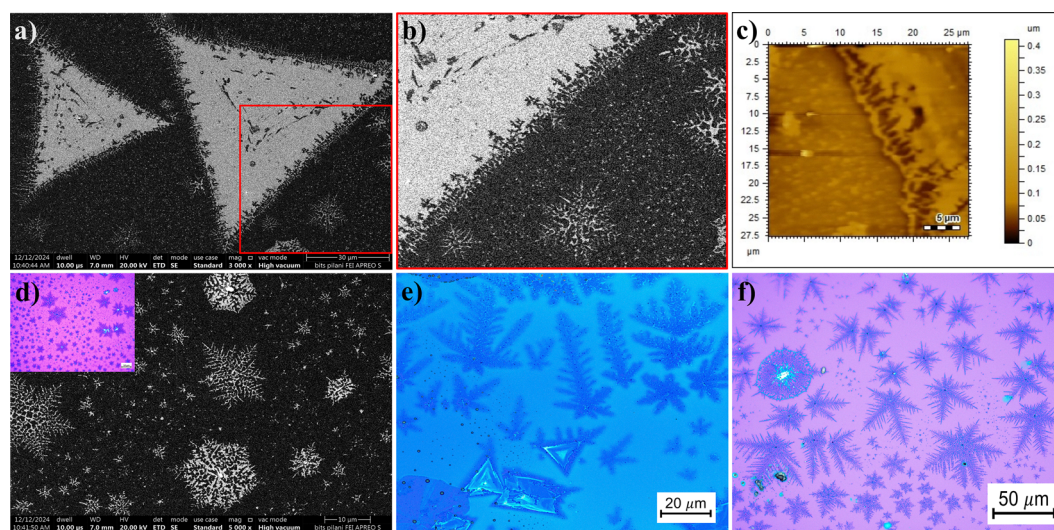 a)
12/12/2024 dwell WD HV det mode use case mag □ vac mode 30 μm
10:40:44 AM 10.00 μs 7.0 mm 20.00 kV ETD SE Standard 3 000 x High vacuum bits pilani FEI APREO S
b)
c)
0 10 20 25 μm
um
0
2.5
5
7.5
10
12.5
15
17.5
20
22.5
25
27.5
μm
5 μm
0.4
0.35
0.3
0.25
0.2
0.15
0.1
0.05
0
d)
12/12/2024 dwell WD HV det mode use case mag □ vac mode 10 μm
10:41:50 AM 10.00 μs 7.0 mm 20.00 kV ETD SE Standard 5 000 x High vacuum bits pilani FEI APREO S
e)
20 μm
f)
50 μm